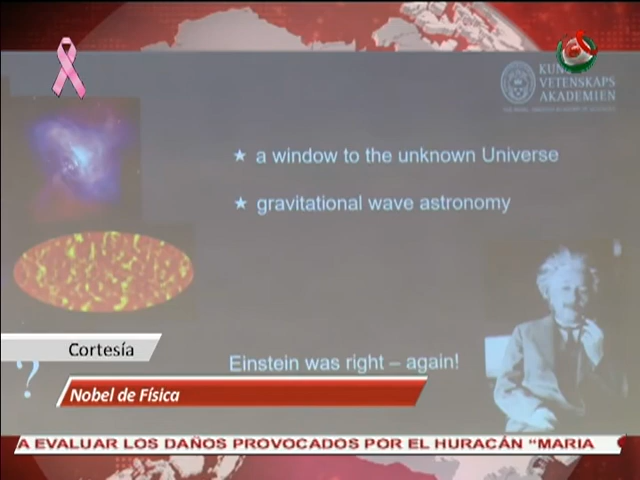 KUNGL
VETENSKAPS
AKADEMIEN
★ a window to the unknown Universe
★ gravitational wave astronomy
Cortesía
?
Einstein was right – again!
Nobel de Física
A EVALUAR LOS DAÑOS PROVOCADOS POR EL HURACÁN “MARIA